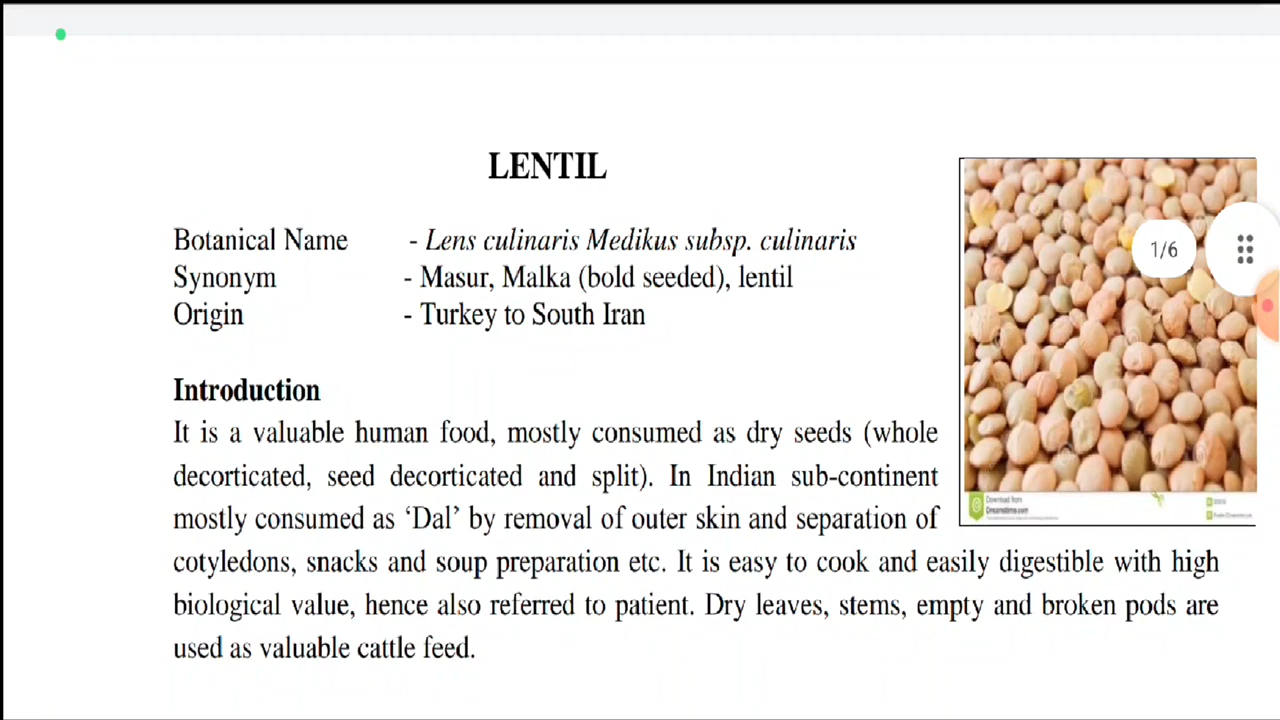 LENTIL
Botanical Name - Lens culinaris Medikus subsp. culinaris
Synonym - Masur, Malka (bold seeded), lentil
Origin - Turkey to South Iran
1/6
Introduction
It is a valuable human food, mostly consumed as dry seeds (whole
decorticated, seed decorticated and split). In Indian sub-continent
mostly consumed as ‘Dal’ by removal of outer skin and separation of
Download from
Dreamstime.com
cotyledons, snacks and soup preparation etc. It is easy to cook and easily digestible with high
biological value, hence also referred to patient. Dry leaves, stems, empty and broken pods are
used as valuable cattle feed.